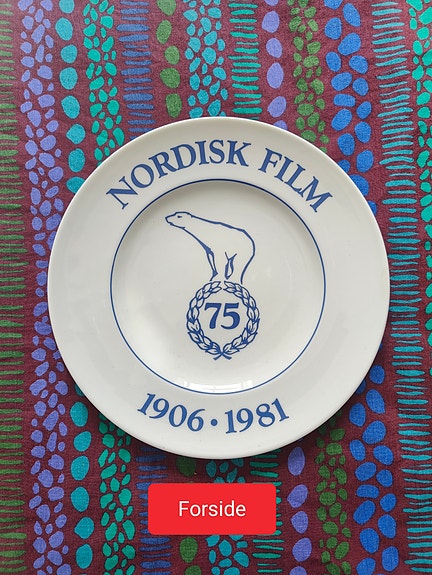 NORDISK FILM
75
1906 • 1981
Forside